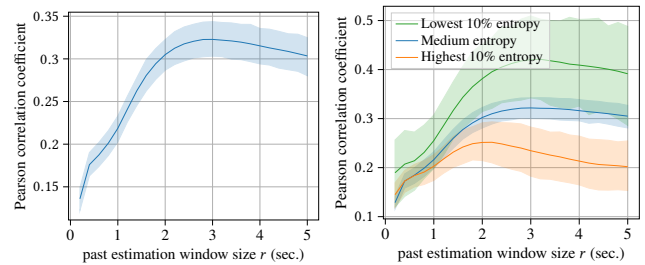 Pearson correlation coefficient
0.35
0.3
0.25
0.2
0.15
0 1 2 3 4 5
past estimation window size r (sec.)
Pearson correlation coefficient
0.5
0.4
0.3
0.2
0.1
Lowest 10% entropy
Medium entropy
Highest 10% entropy
0 1 2 3 4 5
past estimation window size r (sec.)